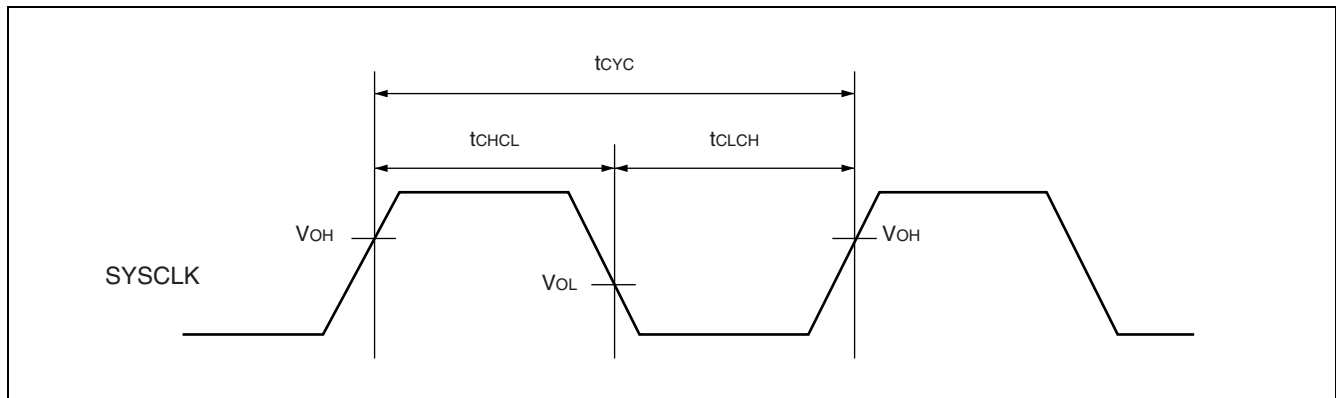 tCYC
tCHCL
tCLCH
VOH
VOH
SYSCLK
VOL